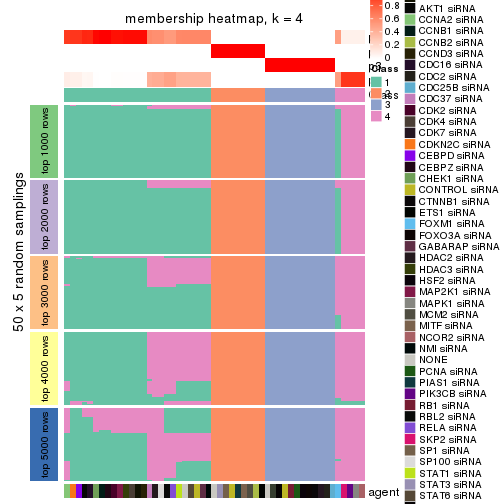 membership heatmap, k = 4
50 x 5 random samplings
top 1000 rows
top 2000 rows
top 3000 rows
top 4000 rows
top 5000 rows
0.8
0.6
0.4
0.2
0
Class
1
2
3
4
agent
AKT1 siRNA
CCNA2 siRNA
CCNB1 siRNA
CCNB2 siRNA
CCND3 siRNA
CDC16 siRNA
CDC2 siRNA
CDC25B siRNA
CDC37 siRNA
CDK2 siRNA
CDK4 siRNA
CDK7 siRNA
CDKN2C siRNA
CEBPD siRNA
CEBPZ siRNA
CHEK1 siRNA
CONTROL siRNA
CTNNB1 siRNA
ETS1 siRNA
FOXM1 siRNA
FOXO3A siRNA
GABARAP siRNA
HDAC2 siRNA
HDAC3 siRNA
HSF2 siRNA
MAP2K1 siRNA
MAPK1 siRNA
MCM2 siRNA
MITF siRNA
NCOR2 siRNA
NMI siRNA
NONE
PCNA siRNA
PIAS1 siRNA
PIK3CB siRNA
RB1 siRNA
RBL2 siRNA
RELA siRNA
SKP2 siRNA
SP1 siRNA
SP100 siRNA
STAT1 siRNA
STAT3 siRNA
STAT6 siRNA